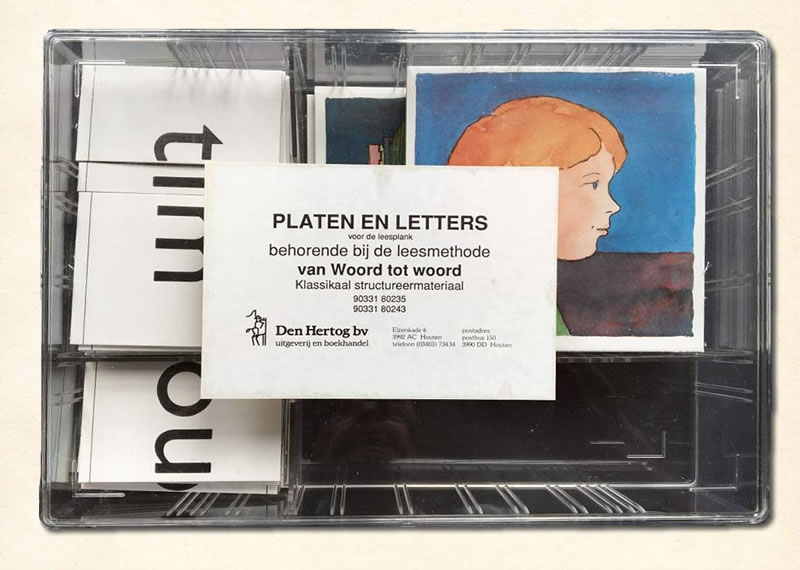 tim
ou
PLATEN EN LETTERS
voor de leesplank
behorende bij de leesmethode
van Woord tot woord
Klassikaal structureermateriaal
90331 80235
90331 80243
Den Hertog bv
uitgeverij en boekhandel
Elzenkade 6
3992 AC Houten
telefoon (03403) 73434
postadres:
postbus 150
3990 DD Houten